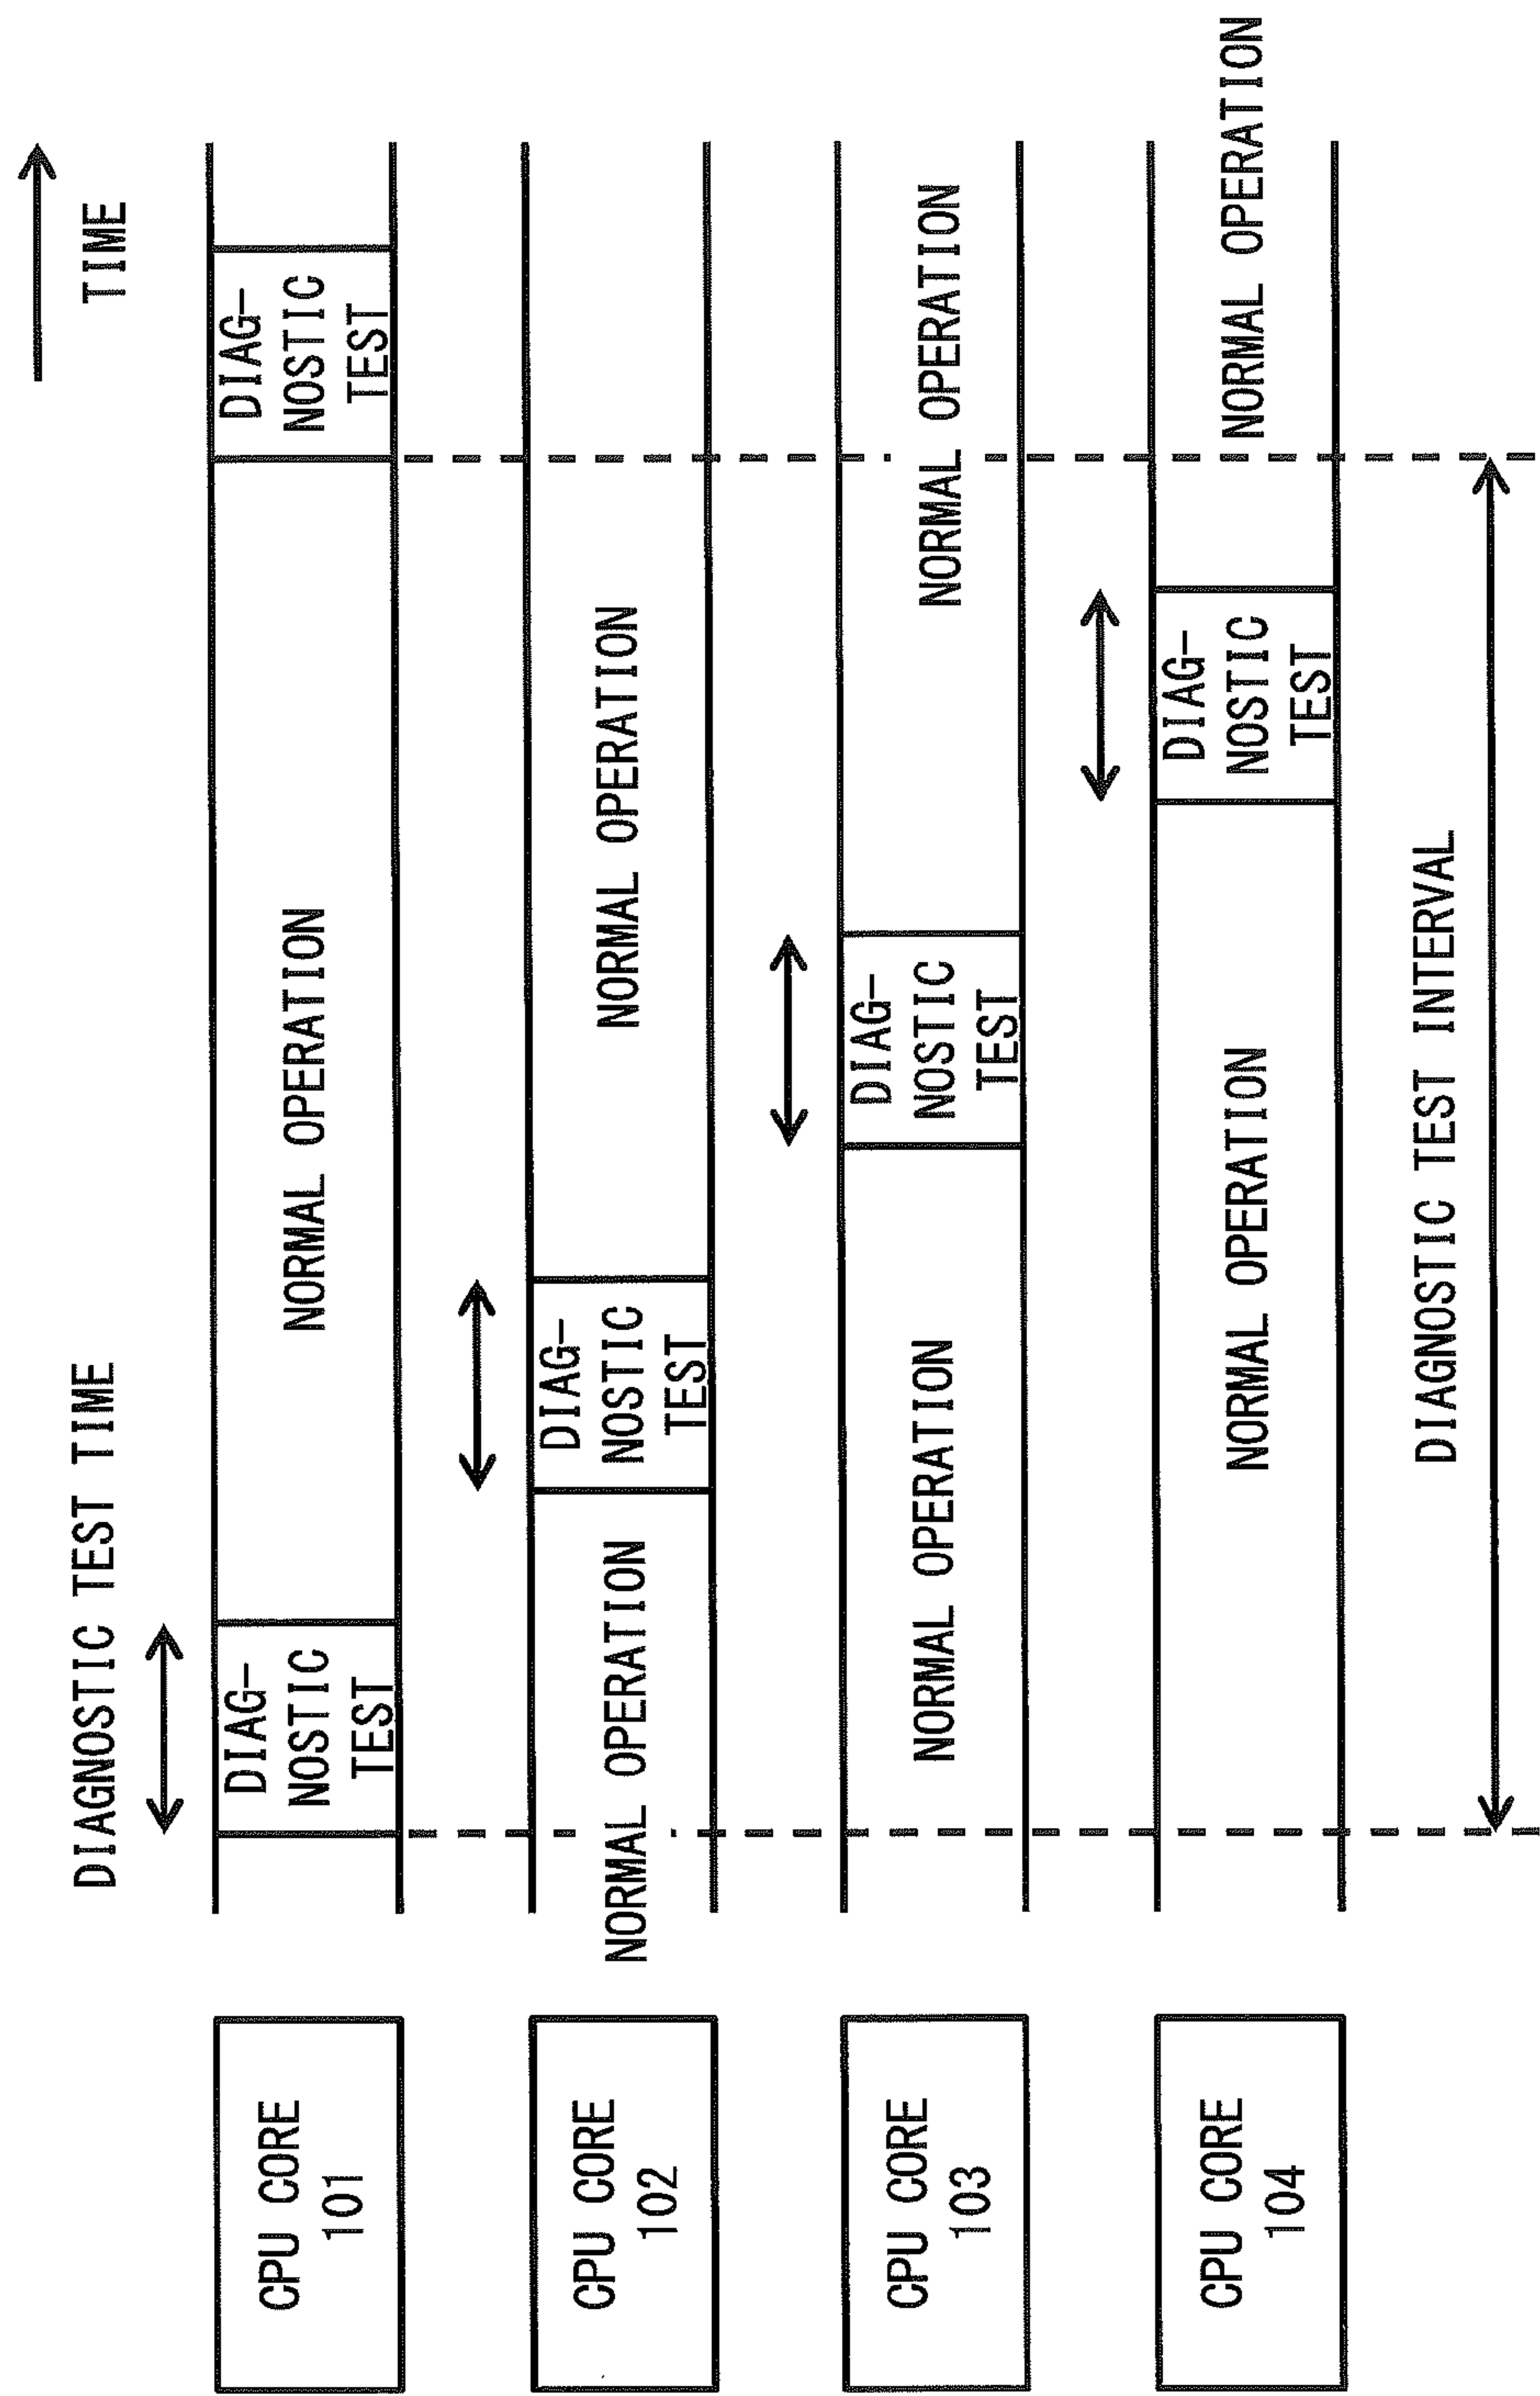 TIME
DIAGNOSTIC TEST TIME
CPU CORE
101
DIAG-
NOSTIC
TEST
NORMAL OPERATION
DIAG-
NOSTIC
TEST
CPU CORE
102
NORMAL OPERATION
DIAG-
NOSTIC
TEST
NORMAL OPERATION
CPU CORE
103
NORMAL OPERATION
DIAG-
NOSTIC
TEST
NORMAL OPERATION
CPU CORE
104
NORMAL OPERATION
DIAG-
NOSTIC
TEST
NORMAL OPERATION
DIAGNOSTIC TEST INTERVAL